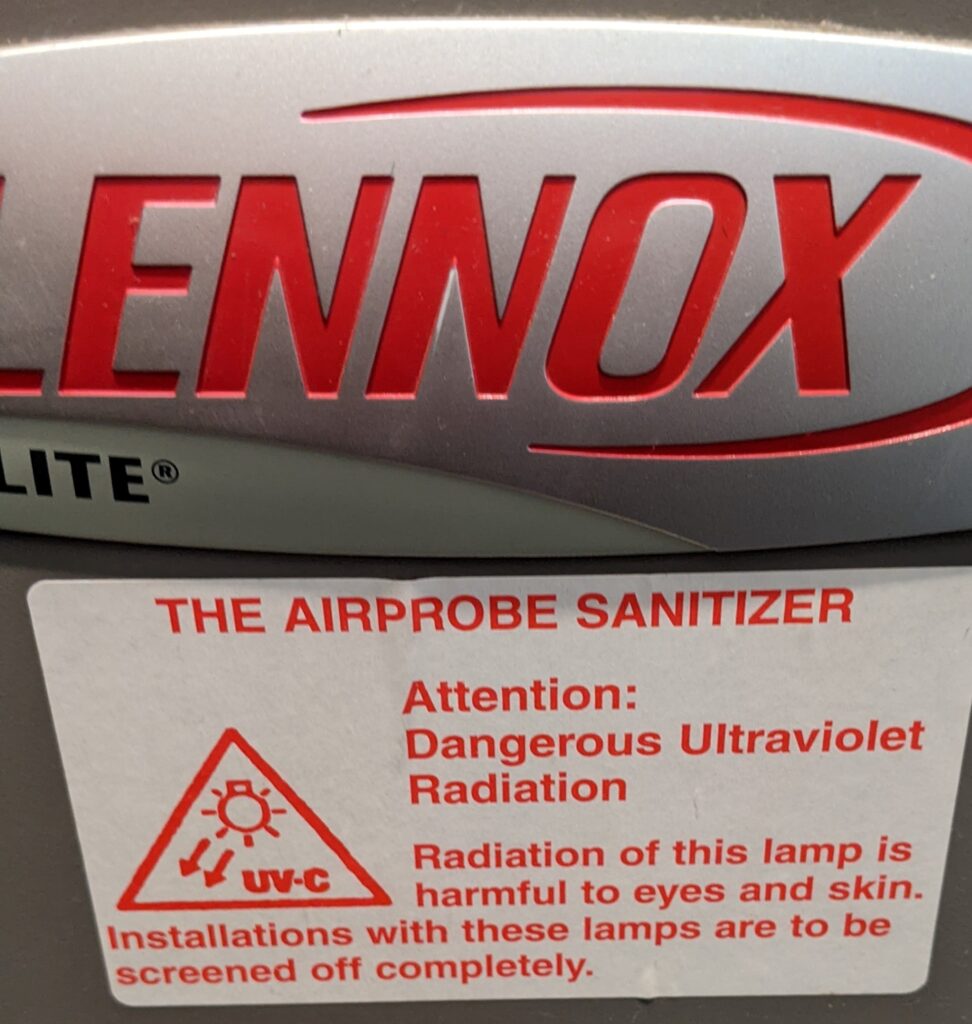 LENNOX
LITE®
THE AIRPROBE SANITIZER
Attention:
Dangerous Ultraviolet
Radiation
UV-C
Radiation of this lamp is
harmful to eyes and skin.
Installations with these lamps are to be
screened off completely.